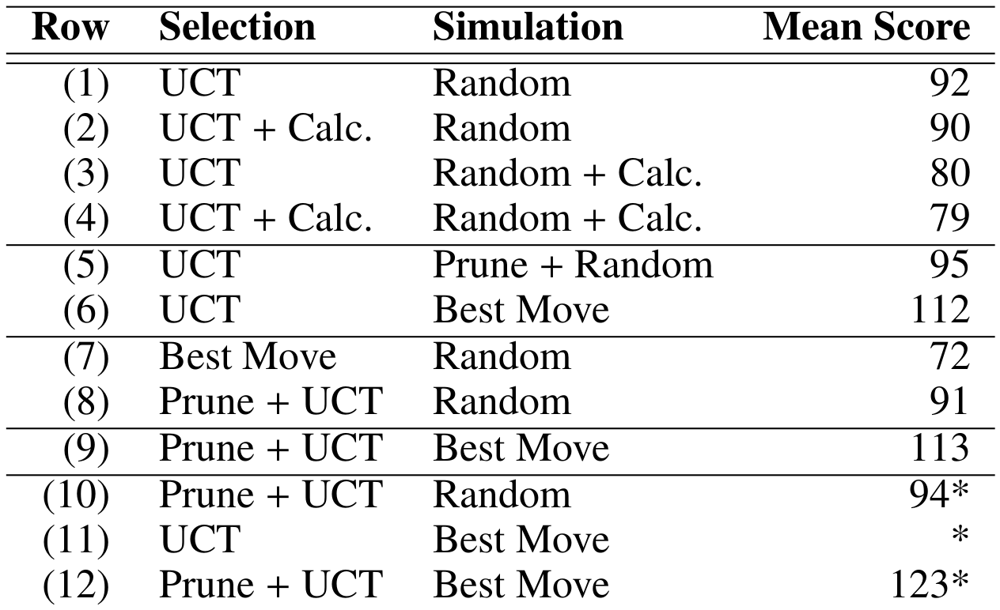 Row Selection Simulation Mean Score
(1) UCT Random 92
(2) UCT + Calc. Random 90
(3) UCT Random + Calc. 80
(4) UCT + Calc. Random + Calc. 79
(5) UCT Prune + Random 95
(6) UCT Best Move 112
(7) Best Move Random 72
(8) Prune + UCT Random 91
(9) Prune + UCT Best Move 113
(10) Prune + UCT Random 94*
(11) UCT Best Move *
(12) Prune + UCT Best Move 123*